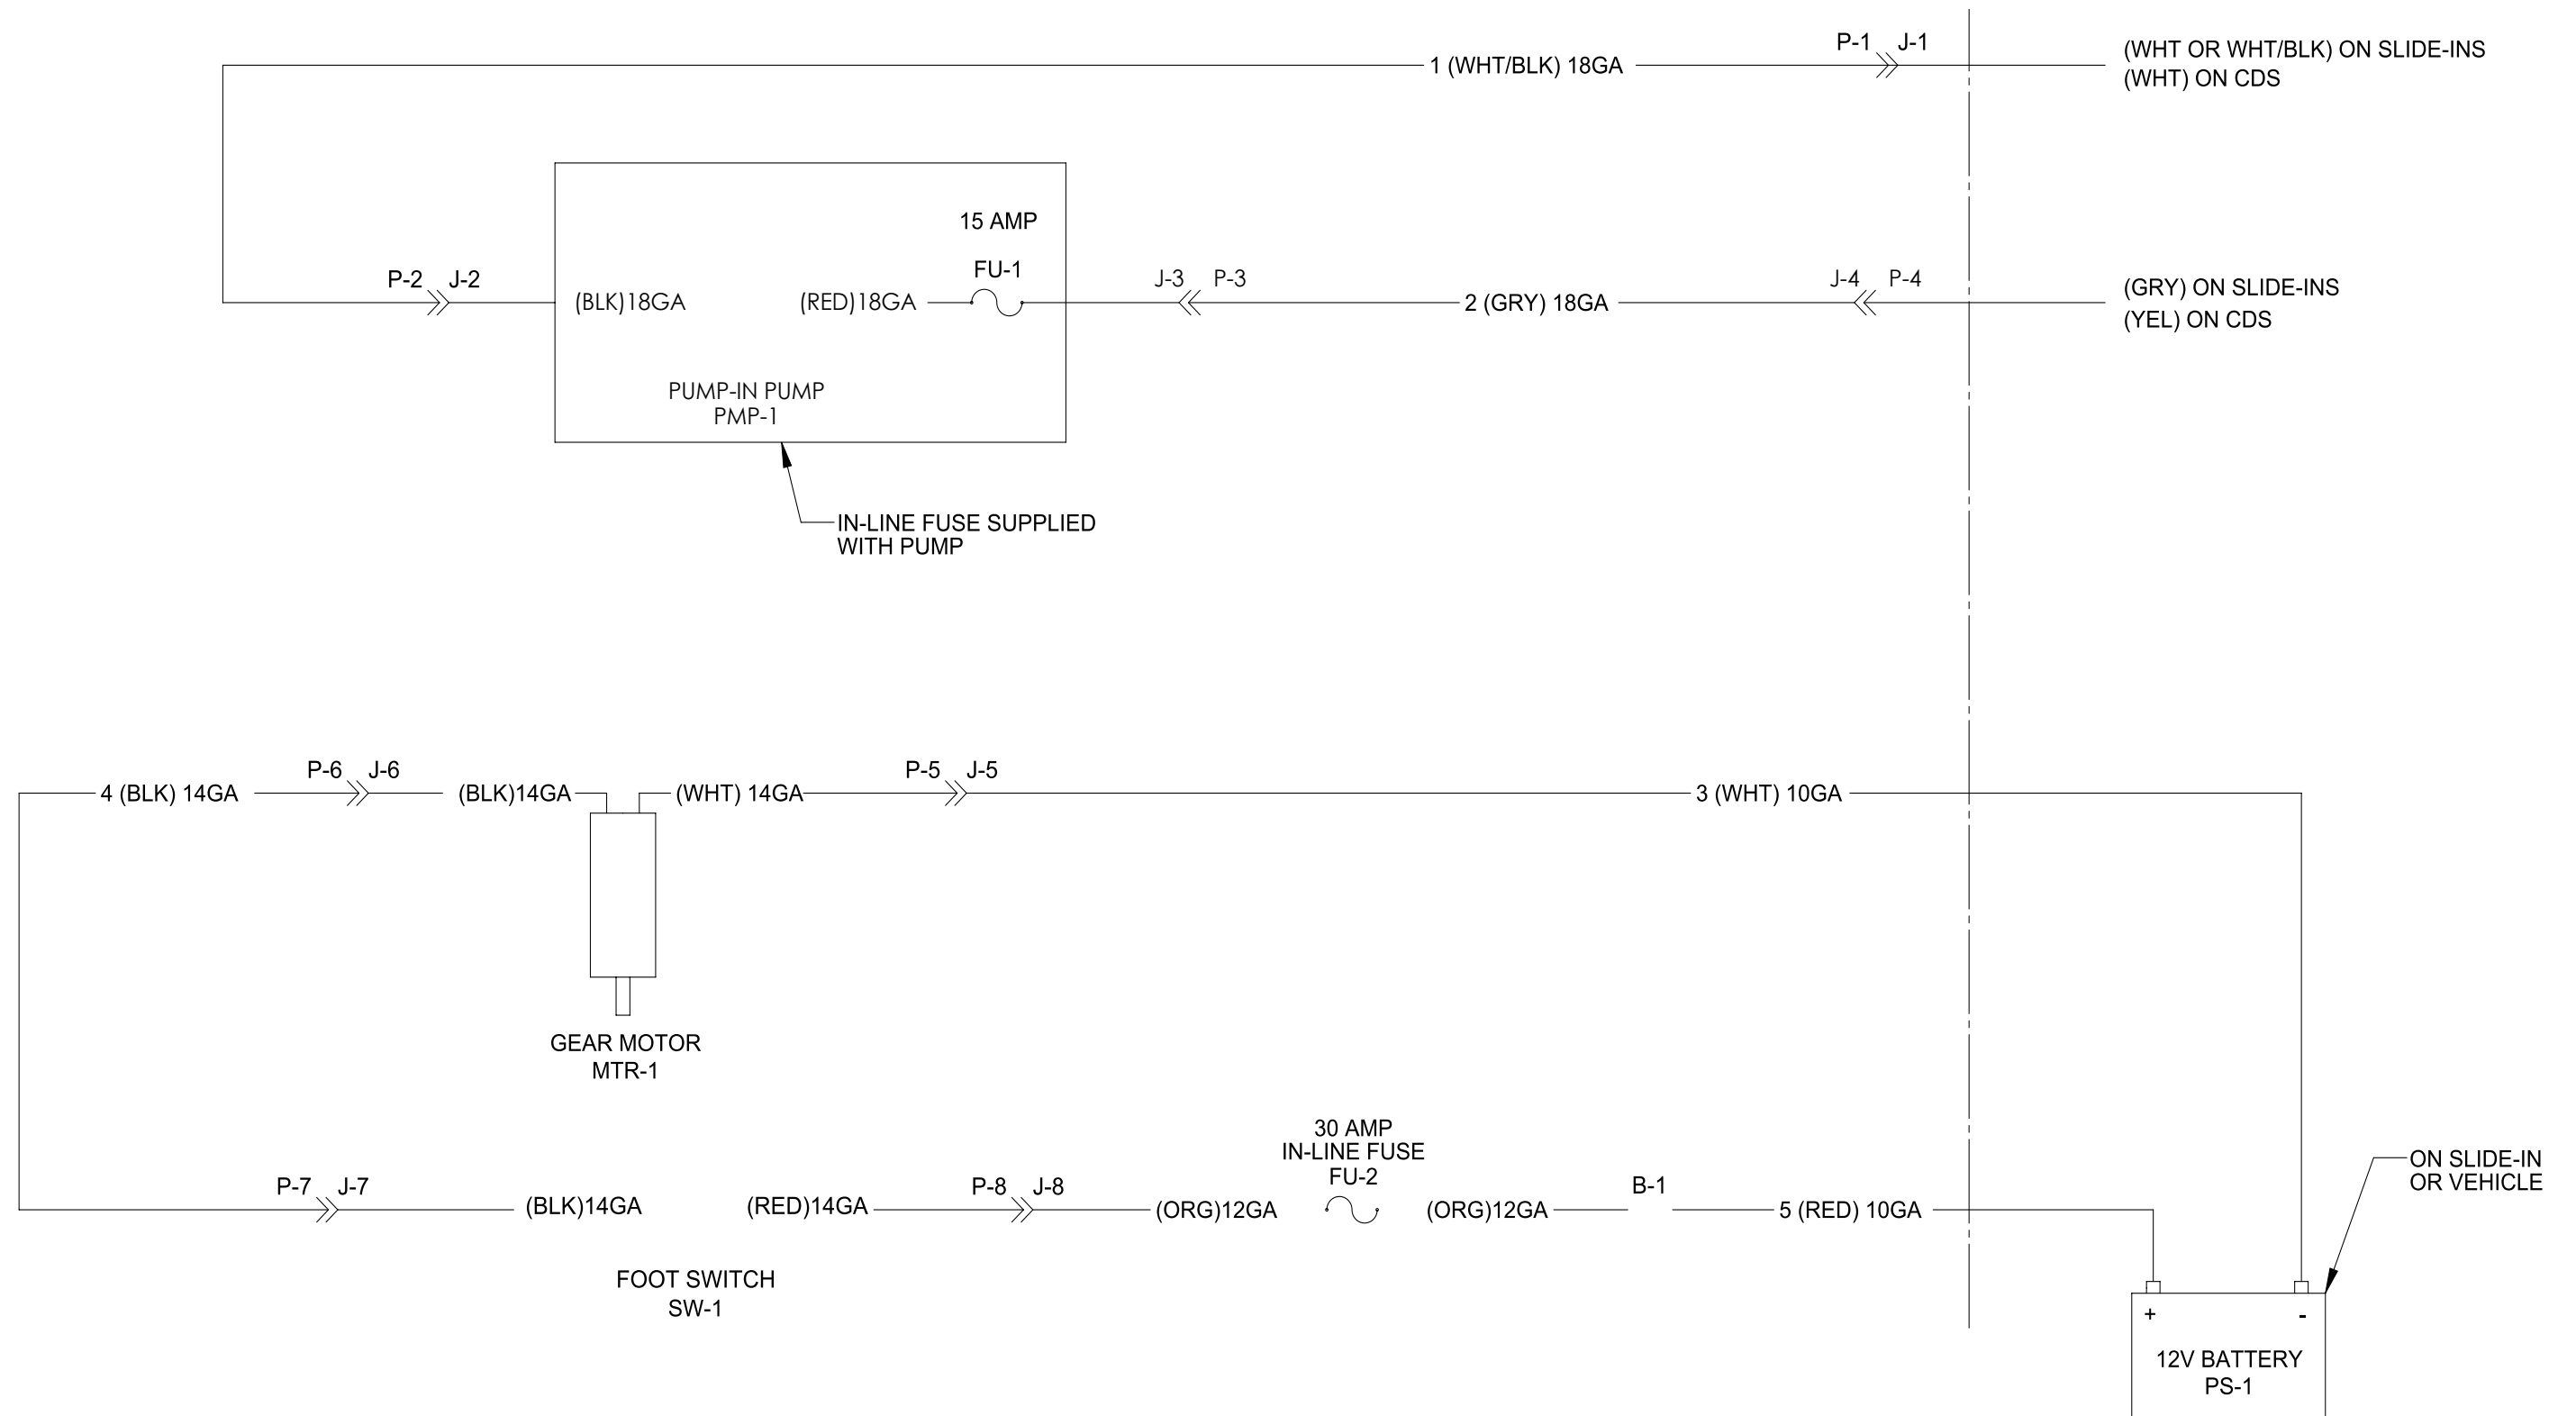 P-1 J-1
1 (WHT/BLK) 18GA
(WHT OR WHT/BLK) ON SLIDE-INS
(WHT) ON CDS
15 AMP
FU-1
P-2 J-2
(BLK)18GA
(RED)18GA
J-3 P-3
2 (GRY) 18GA
J-4 P-4
(GRY) ON SLIDE-INS
(YEL) ON CDS
PUMP-IN PUMP
PMP-1
IN-LINE FUSE SUPPLIED
WITH PUMP
4 (BLK) 14GA
P-6 J-6
(BLK)14GA
(WHT) 14GA
P-5 J-5
3 (WHT) 10GA
GEAR MOTOR
MTR-1
P-7 J-7
(BLK)14GA
(RED)14GA
P-8 J-8
(ORG)12GA
30 AMP
IN-LINE FUSE
FU-2
(ORG)12GA
B-1
5 (RED) 10GA
ON SLIDE-IN
OR VEHICLE
FOOT SWITCH
SW-1
+ -
12V BATTERY
PS-1